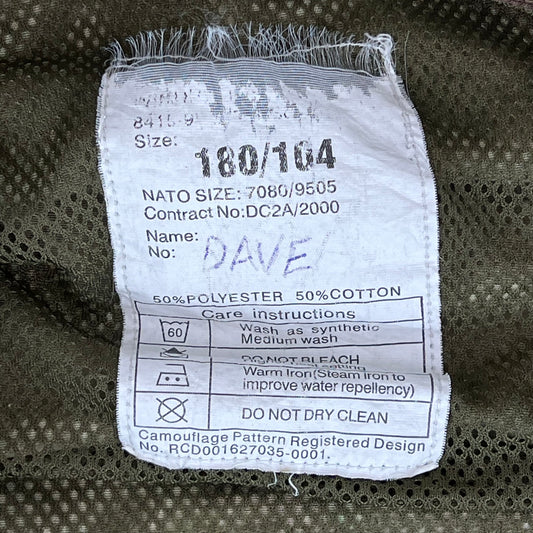 8415-9
Size:
180/104
NATO SIZE: 7080/9505
Contract No:DC2A/2000
Name:
No: DAVE
50%POLYESTER 50%COTTON
Care instructions
60 Wash as synthetic
Medium wash
DO NOT BLEACH
Warm Iron(Steam Iron to
improve water repellency)
DO NOT DRY CLEAN
Camouflage Pattern Registered Design
No. RCD001627035-0001.